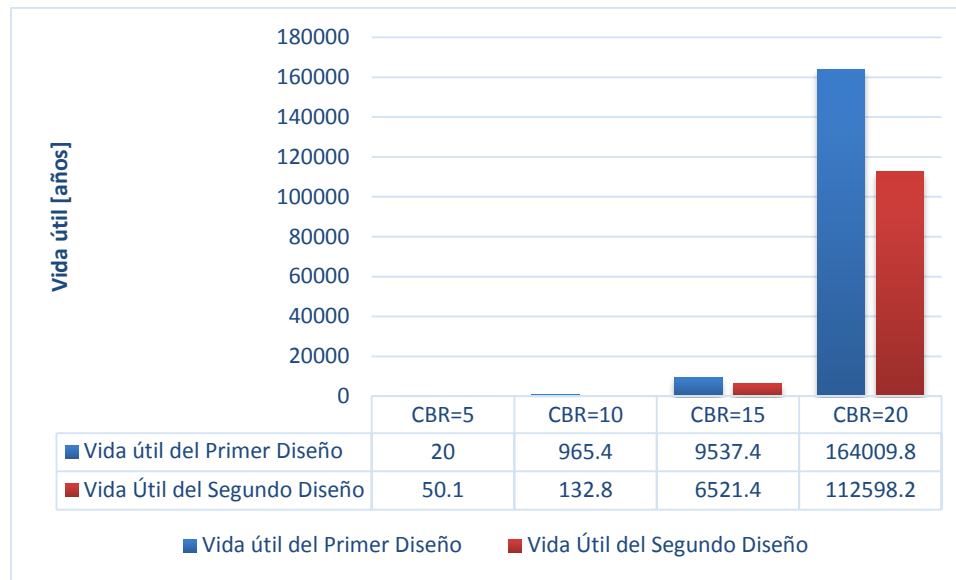 Vida útil [años]
180000
160000
140000
120000
100000
80000
60000
40000
20000
0
CBR=5 CBR=10 CBR=15 CBR=20
Vida útil del Primer Diseño 20 965.4 9537.4 164009.8
Vida Útil del Segundo Diseño 50.1 132.8 6521.4 112598.2
Vida útil del Primer Diseño Vida Útil del Segundo Diseño